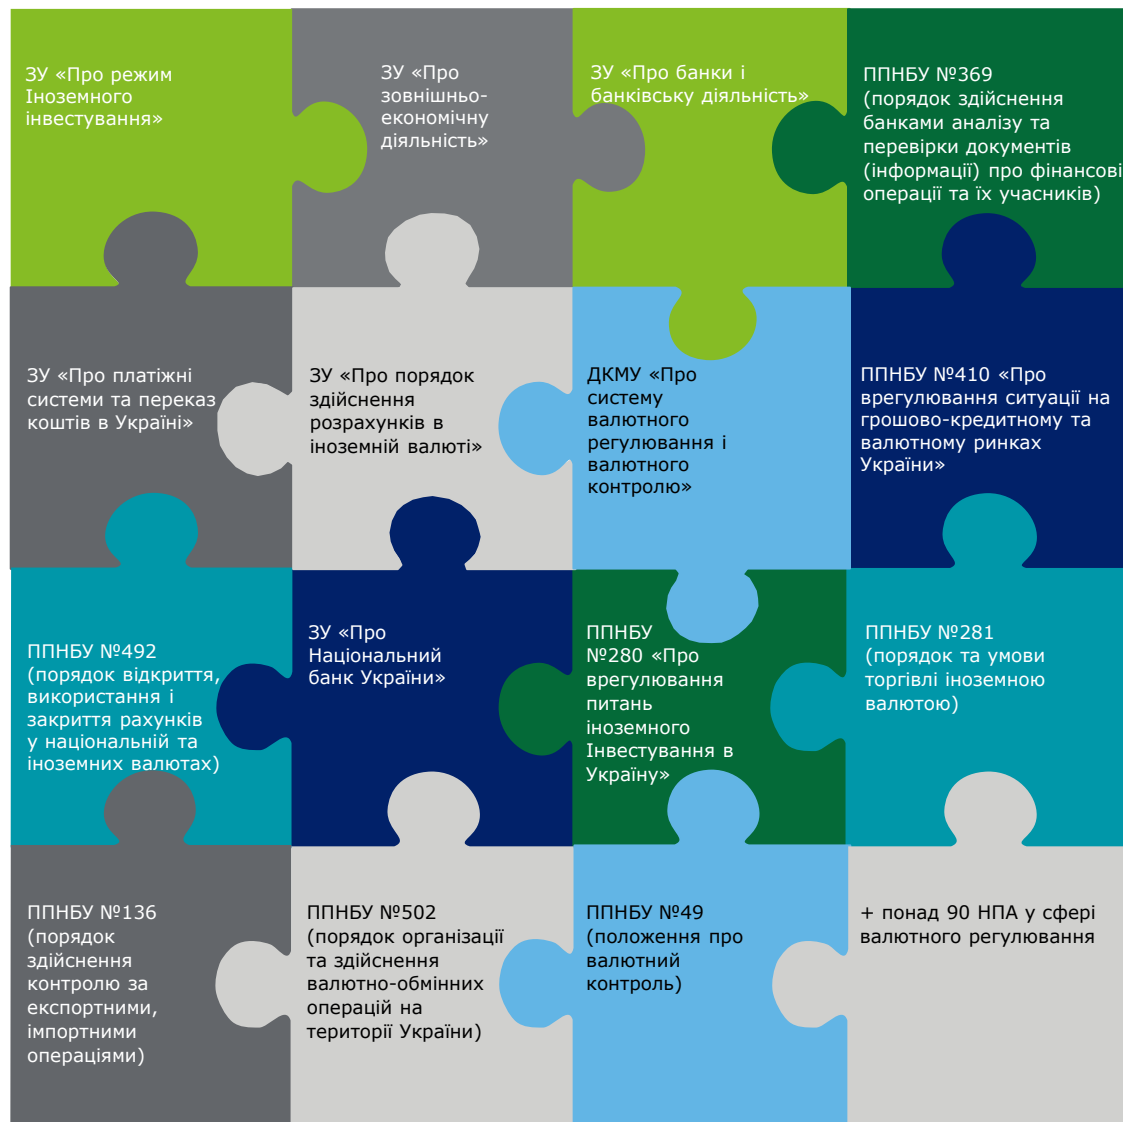 ЗУ «Про режим
Іноземного
інвестування»
ЗУ «Про
зовнішньо-
економічну
діяльність»
ЗУ «Про банки і
банківську діяльність»
ППНБУ №369
(порядок здійснення
банками аналізу та
перевірки документів
(інформації) про фінансові
операції та їх учасників)
ЗУ «Про платіжні
системи та переказ
коштів в Україні»
ЗУ «Про порядок
здійснення
розрахунків в
іноземній валюті»
ДКМУ «Про
систему
валютного
регулювання і
валютного
контролю»
ППНБУ №410 «Про
врегулювання ситуації на
грошово-кредитному та
валютному ринках
України»
ППНБУ №492
(порядок відкриття,
використання і
закриття рахунків
у національній та
іноземних валютах)
ЗУ «Про
Національний
банк України»
ППНБУ
№280 «Про
врегулювання
питань
іноземного
Інвестування в
Україну»
ППНБУ №281
(порядок та умови
торгівлі іноземною
валютою)
ППНБУ №136
(порядок
здійснення
контролю за
експортними,
імпортними
операціями)
ППНБУ №502
(порядок організації
та здійснення
валютно-обмінних
операцій на
території України)
ППНБУ №49
(положення про
валютний
контроль)
+ понад 90 НПА у сфері
валютного регулювання